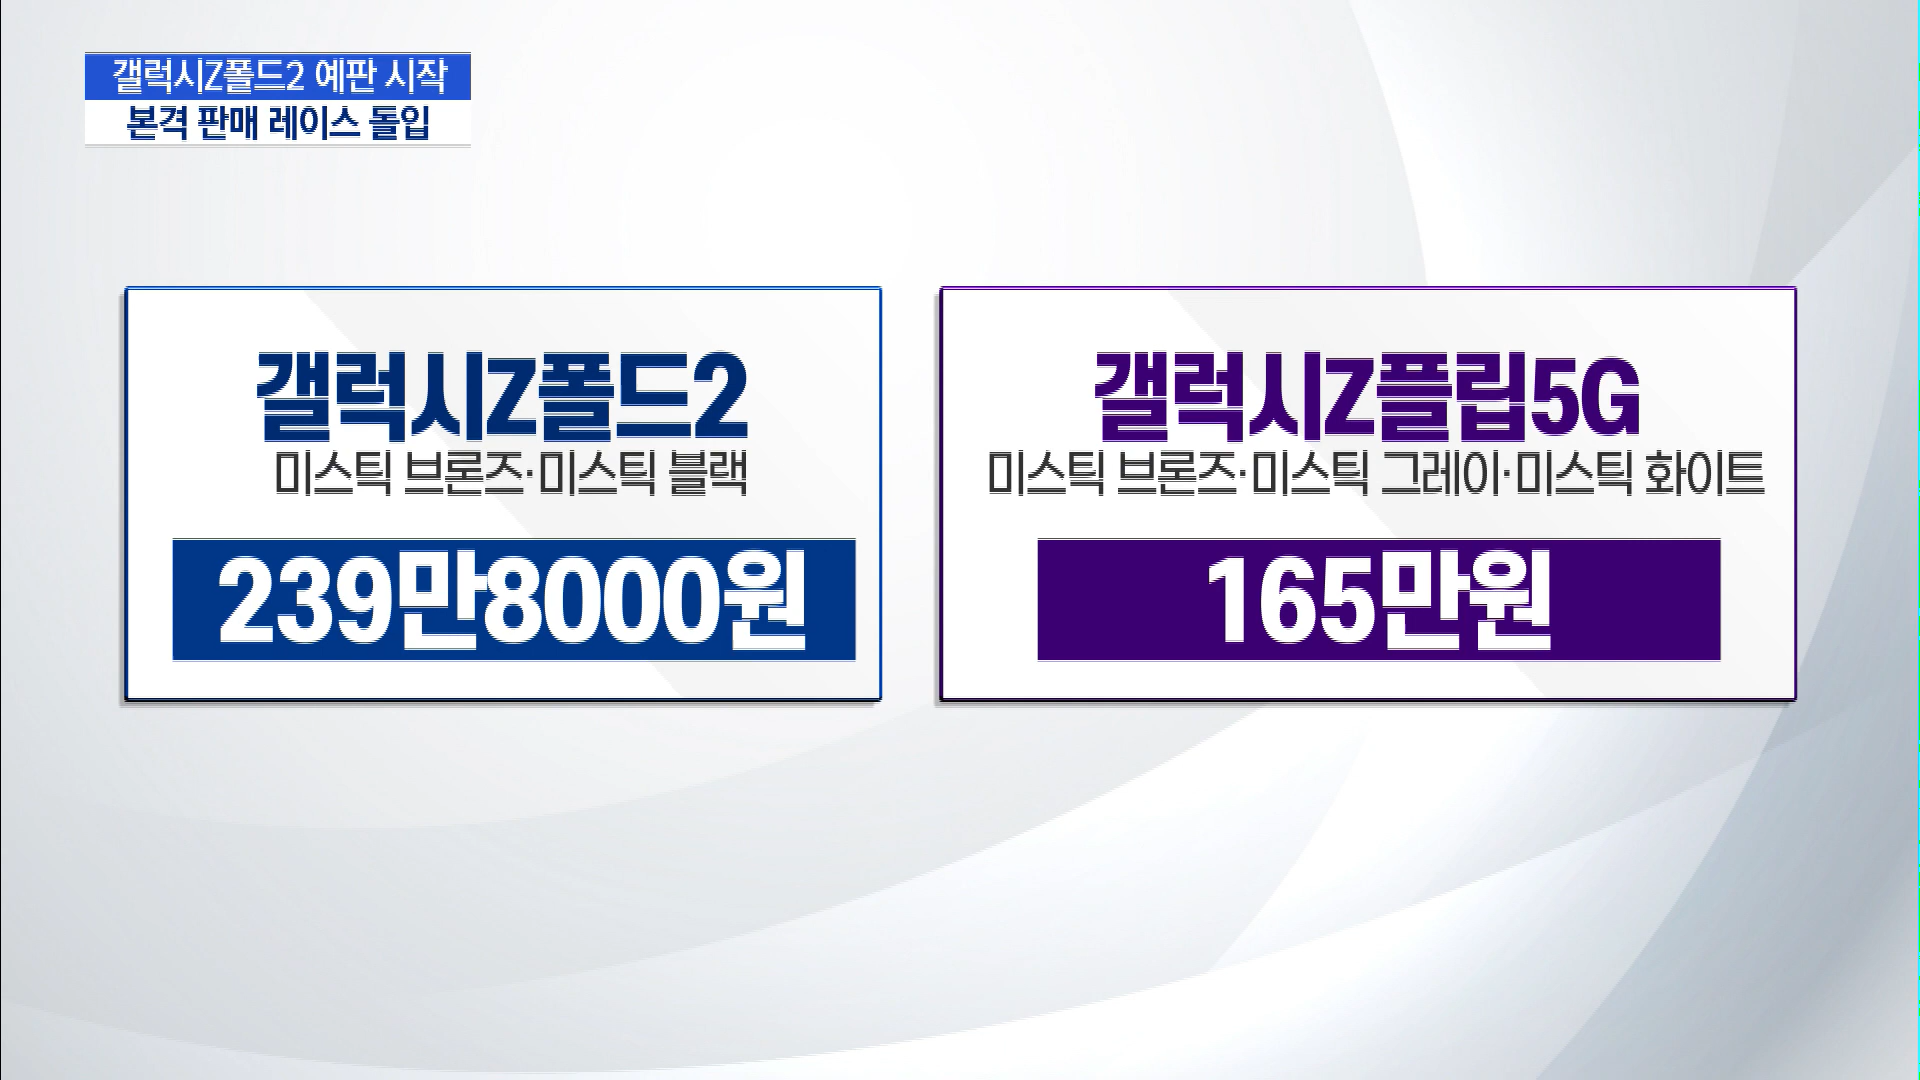 갤럭시Z폴드2 예판 시작
본격 판매 레이스 돌입
갤럭시Z폴드2
미스틱 브론즈·미스틱 블랙
239만8000원
갤럭시Z플립5G
미스틱 브론즈·미스틱 그레이·미스틱 화이트
165만원